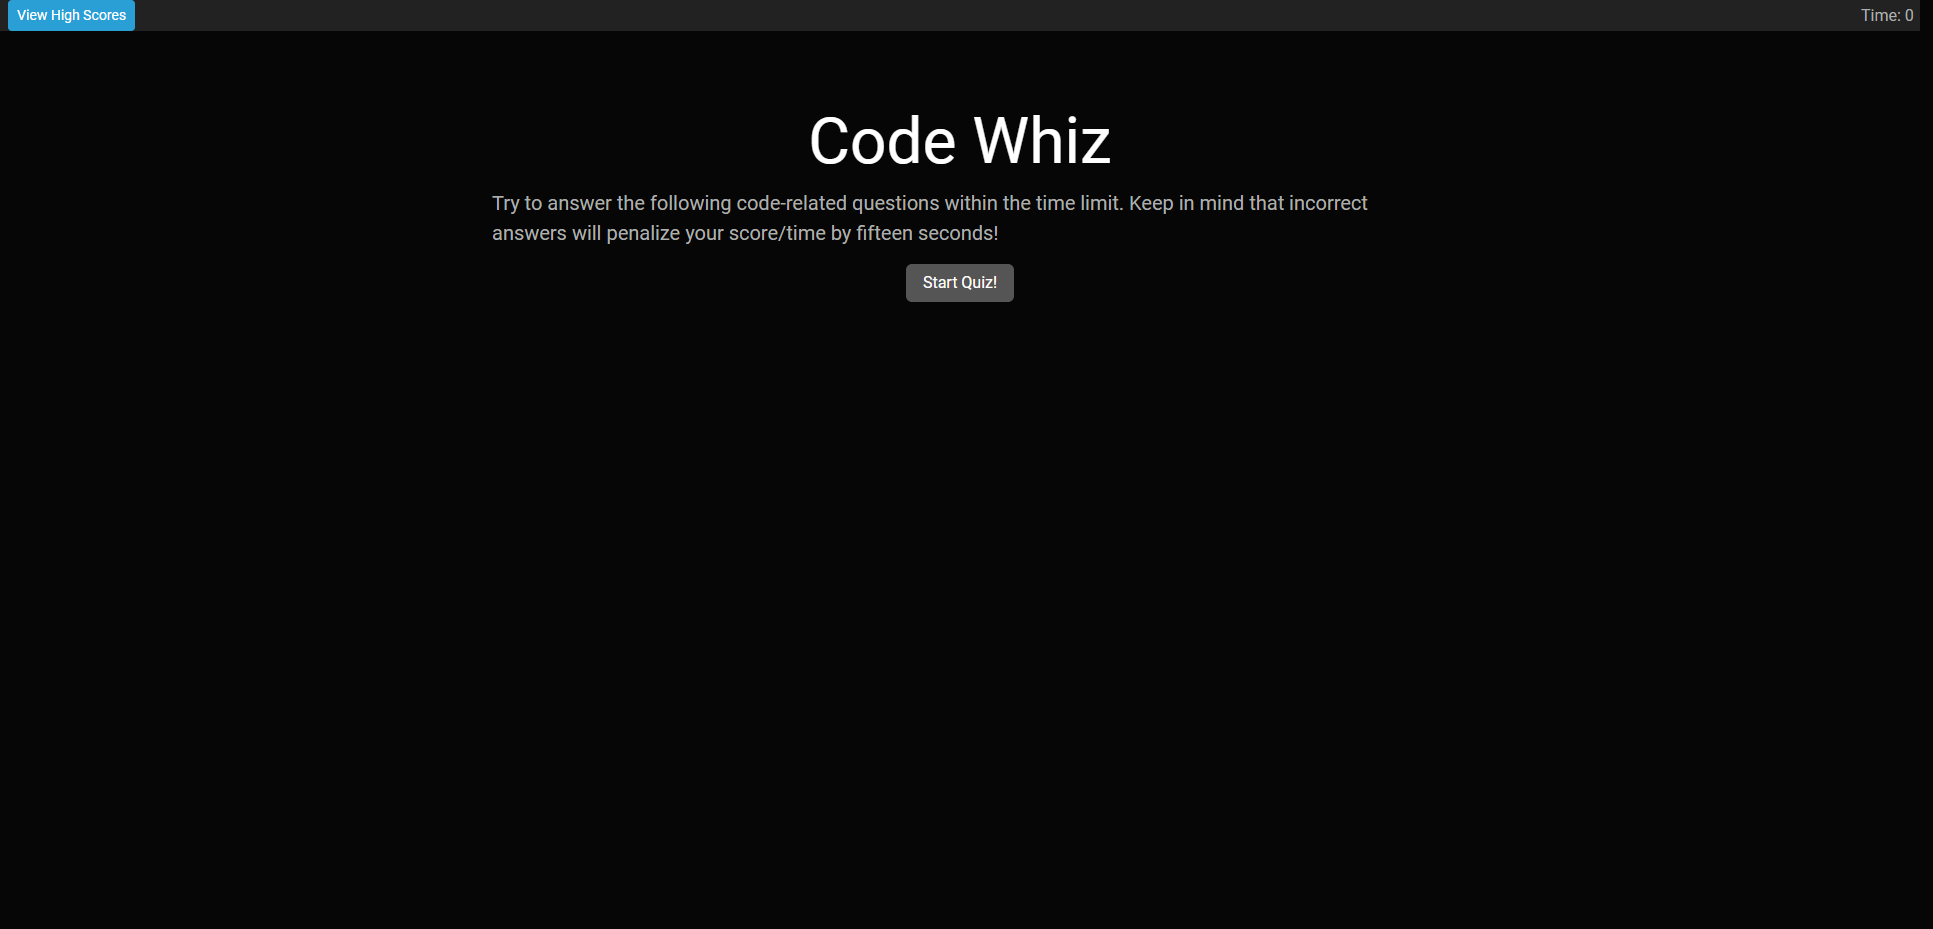 View High Scores
Time: 0
Code Whiz
Try to answer the following code-related questions within the time limit. Keep in mind that incorrect
answers will penalize your score/time by fifteen seconds!
Start Quiz!